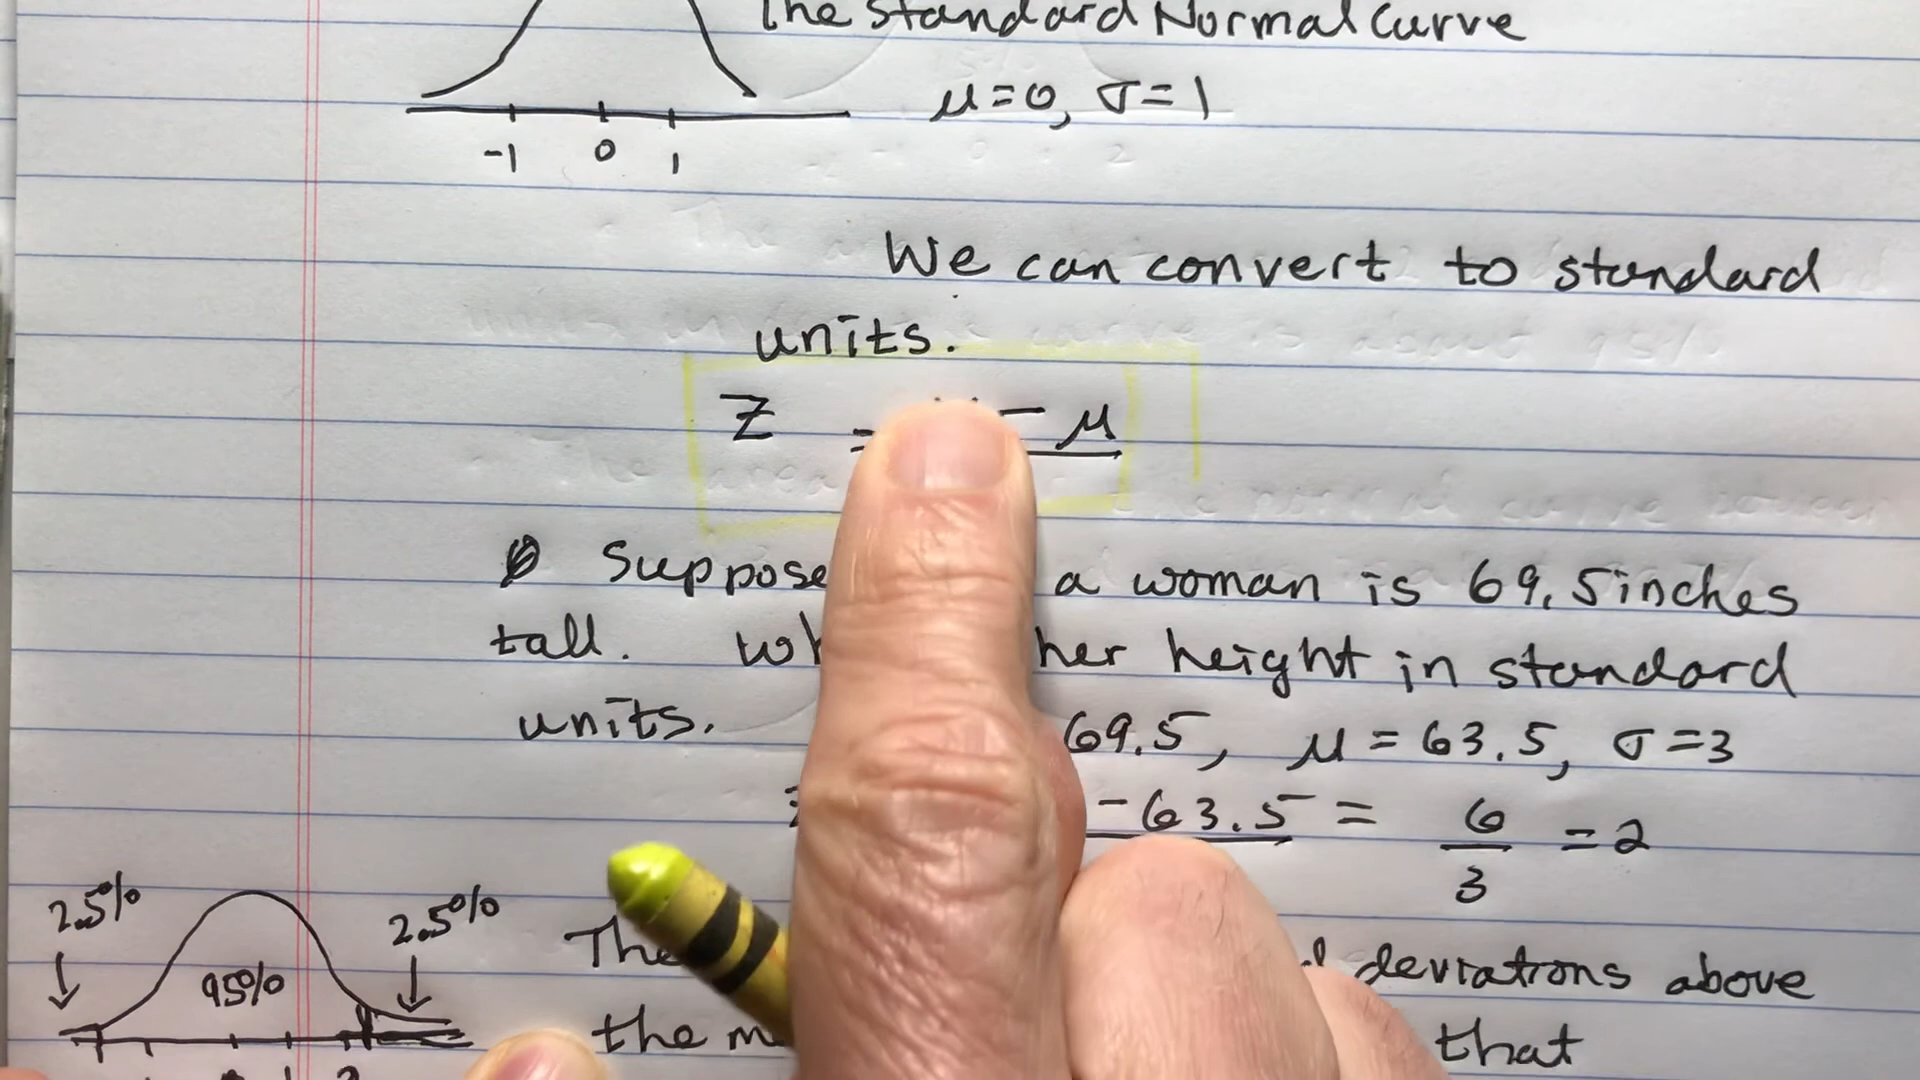 The Standard Normal Curve
μ=0, σ=1
-1 0 1
We can convert to standard
units.
Z = - μ
Suppose a woman is 69.5 inches
tall. her height in standard
units. 69.5, μ = 63.5, σ=3
- 63.5 = 6/3 = 2
2.5% 95% 2.5%
deviations above
the that